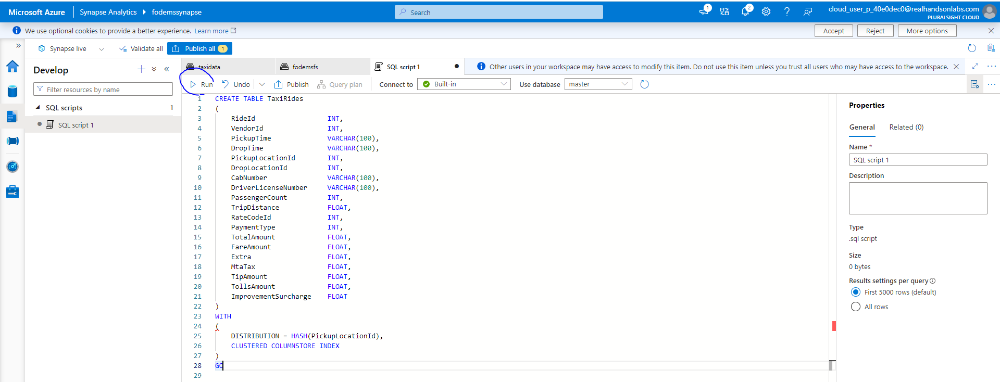 Microsoft Azure Synapse Analytics fodemssynapse Search 1 2 cloud_user_p_40e0dec0@realhandsonlabs.com
PLURALSIGHT CLOUD
We use optional cookies to provide a better experience. Learn more Accept Reject More options
Synapse live Validate all Publish all 1
Develop
Filter resources by name
SQL scripts 1
SQL script 1
taxidata fodemsfs SQL script 1 Other users in your workspace may have access to modify this item. Do not use this item unless you trust all users who may have access to the workspace.
Run Undo Publish Query plan Connect to Built-in Use database master
1 CREATE TABLE TaxiRides
2 (
3 RideId INT,
4 VendorId INT,
5 PickupTime VARCHAR(100),
6 DropTime VARCHAR(100),
7 PickupLocationId INT,
8 DropLocationId INT,
9 CabNumber VARCHAR(100),
10 DriverLicenseNumber VARCHAR(100),
11 PassengerCount INT,
12 TripDistance FLOAT,
13 RateCodeId INT,
14 PaymentType INT,
15 TotalAmount FLOAT,
16 FareAmount FLOAT,
17 Extra FLOAT,
18 MtaTax FLOAT,
19 TipAmount FLOAT,
20 TollsAmount FLOAT,
21 ImprovementSurcharge FLOAT
22 )
23 WITH
24 (
25 DISTRIBUTION = HASH(PickupLocationId),
26 CLUSTERED COLUMNSTORE INDEX
27 )
28 GO
29
Properties
General Related (0)
Name *
SQL script 1
Description
Type
.sql script
Size
0 bytes
Results settings per query
First 5000 rows (default)
All rows